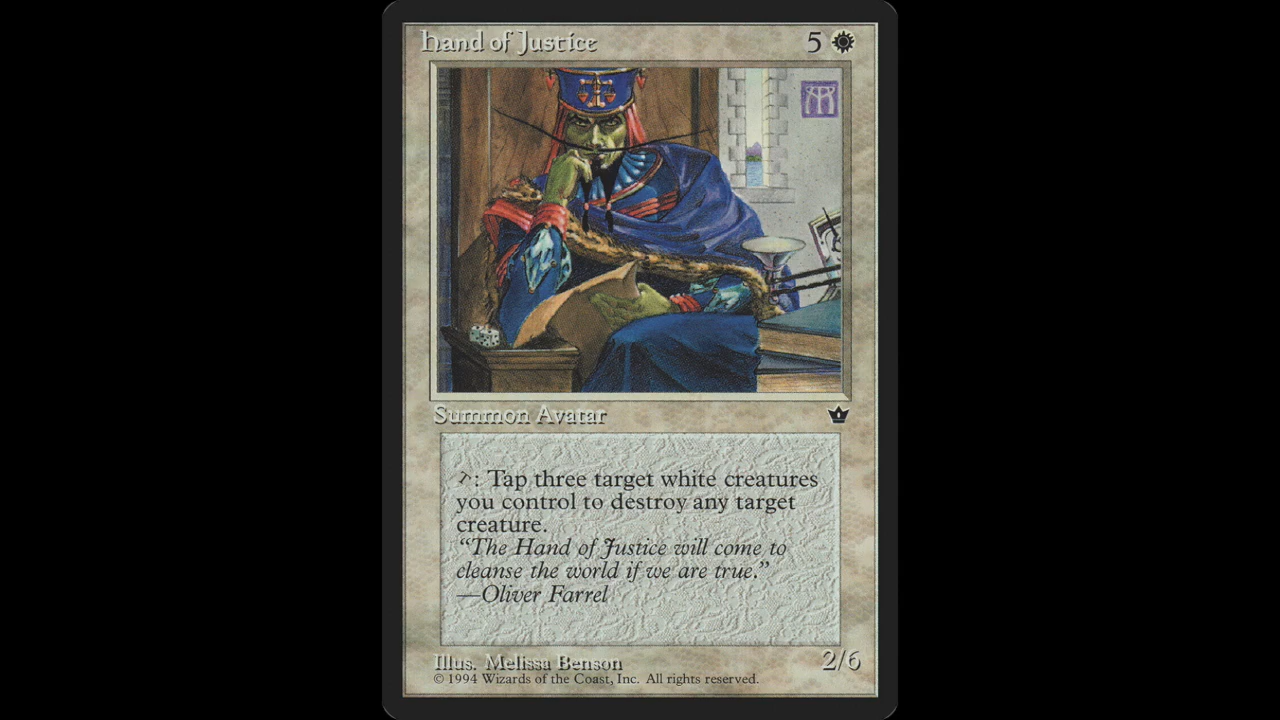 Hand of Justice 5
Summon Avatar
: Tap three target white creatures
you control to destroy any target
creature.
“The Hand of Justice will come to
cleanse the world if we are true.”
—Oliver Farrel
Illus. Melissa Benson 2/6
© 1994 Wizards of the Coast, Inc. All rights reserved.